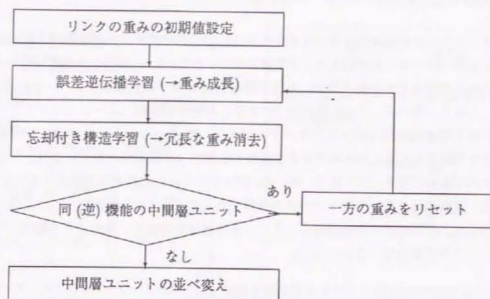 リンクの重みの初期値設定
誤差逆伝播学習 (→重み成長)
忘却付き構造学習 (→冗長な重み消去)
同 (逆) 機能の中間層ユニット
あり
一方の重みをリセット
なし
中間層ユニットの並べ変え